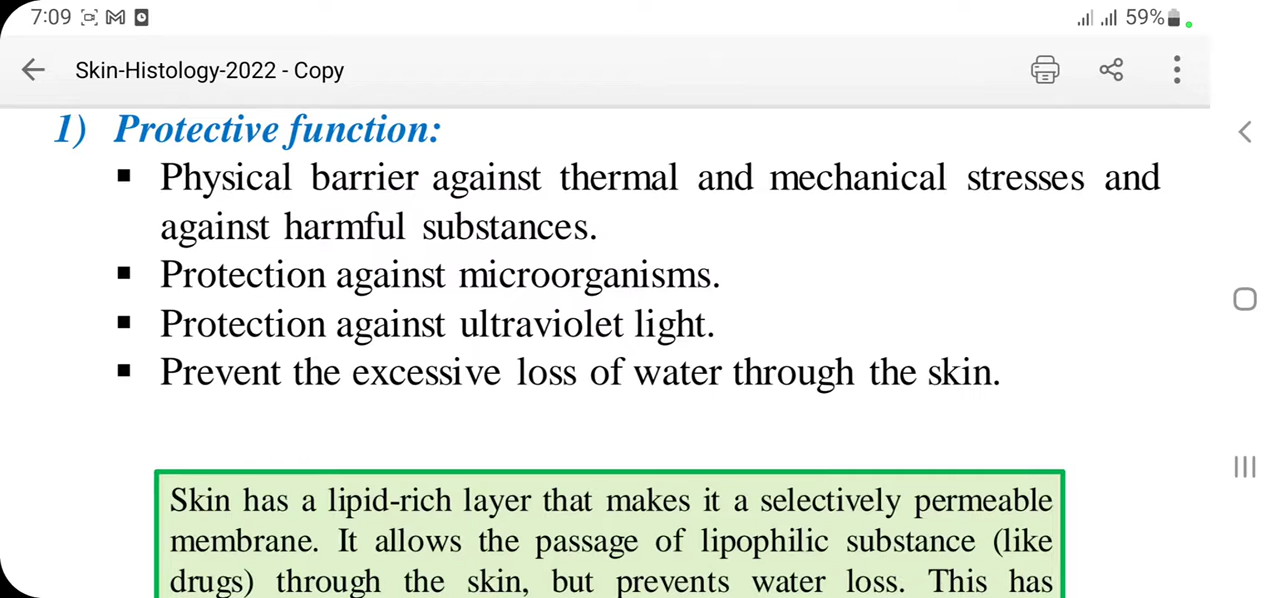 7:09 59%
Skin-Histology-2022 - Copy
1) Protective function:
▪ Physical barrier against thermal and mechanical stresses and
against harmful substances.
▪ Protection against microorganisms.
▪ Protection against ultraviolet light.
▪ Prevent the excessive loss of water through the skin.
Skin has a lipid-rich layer that makes it a selectively permeable
membrane. It allows the passage of lipophilic substance (like
drugs) through the skin, but prevents water loss. This has